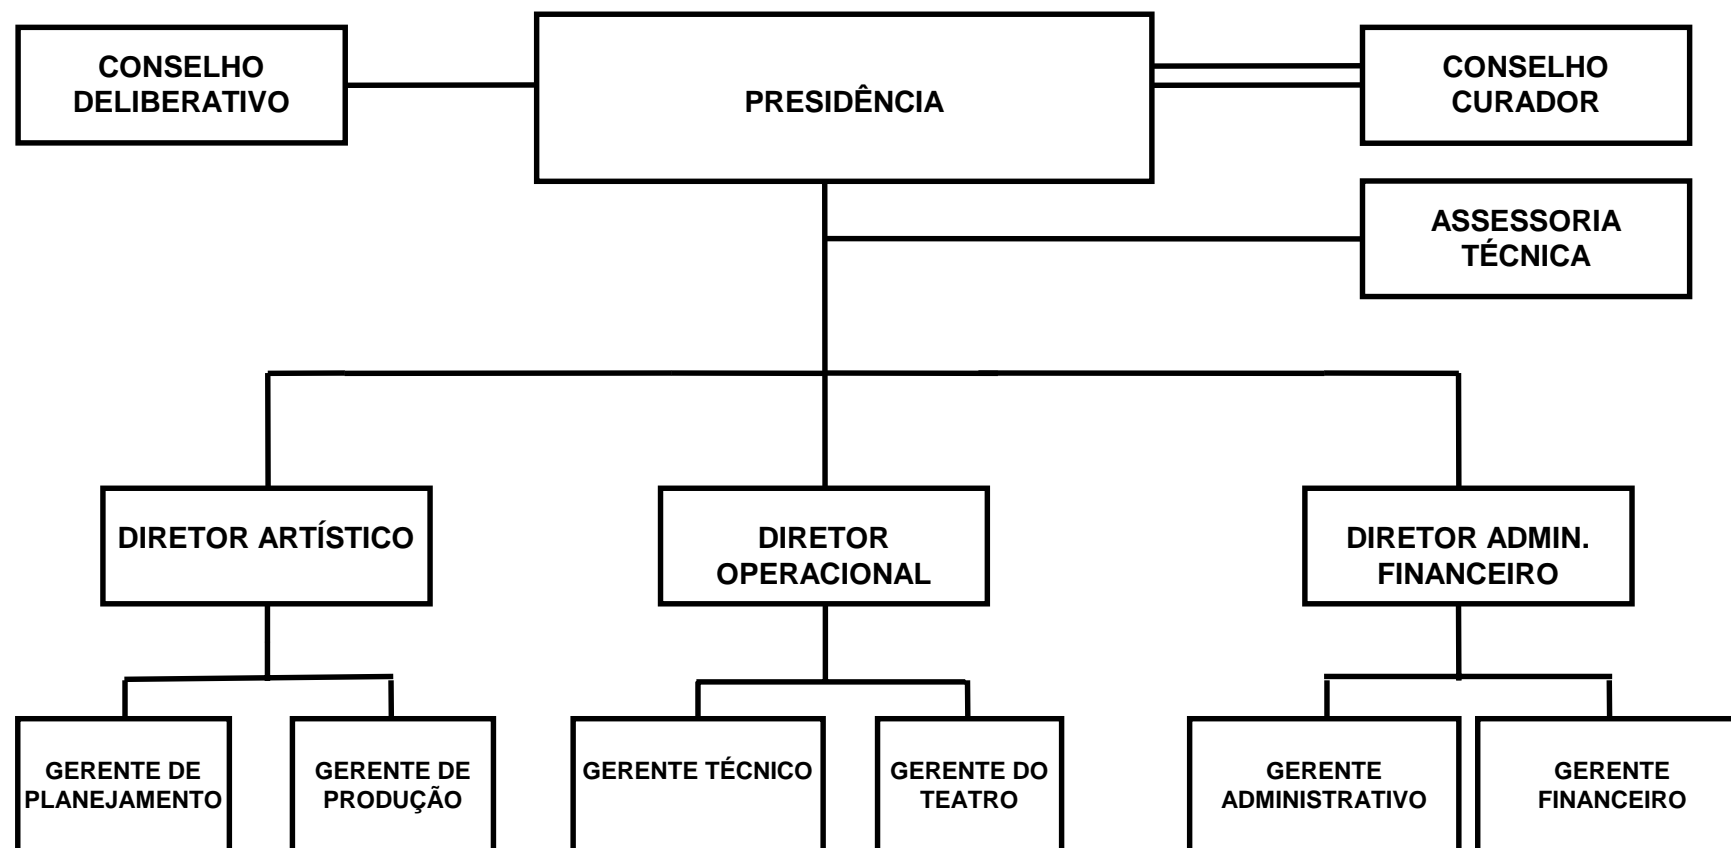 CONSELHO
DELIBERATIVO
PRESIDÊNCIA
CONSELHO
CURADOR
ASSESSORIA
TÉCNICA
DIRETOR ARTÍSTICO
DIRETOR
OPERACIONAL
DIRETOR ADMIN.
FINANCEIRO
GERENTE DE
PLANEJAMENTO
GERENTE DE
PRODUÇÃO
GERENTE TÉCNICO
GERENTE DO
TEATRO
GERENTE
ADMINISTRATIVO
GERENTE
FINANCEIRO